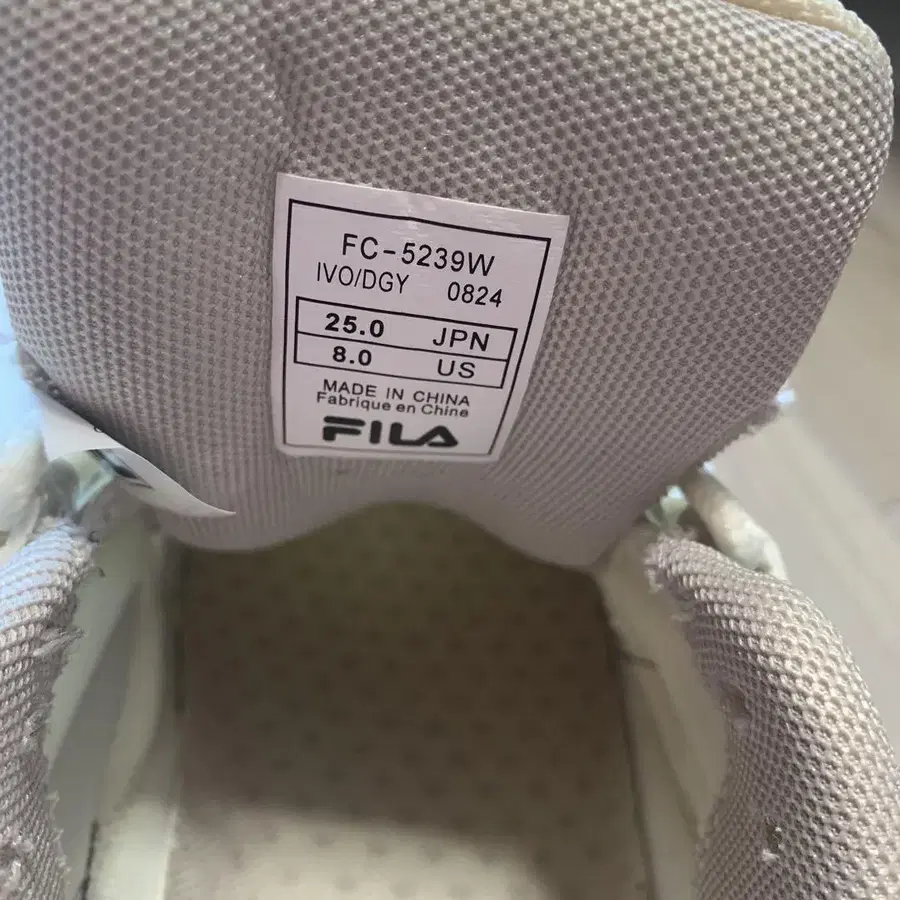 FC-5239W
IVO/DGY 0824
25.0 JPN
8.0 US
MADE IN CHINA
Fabrique en Chine
FILA